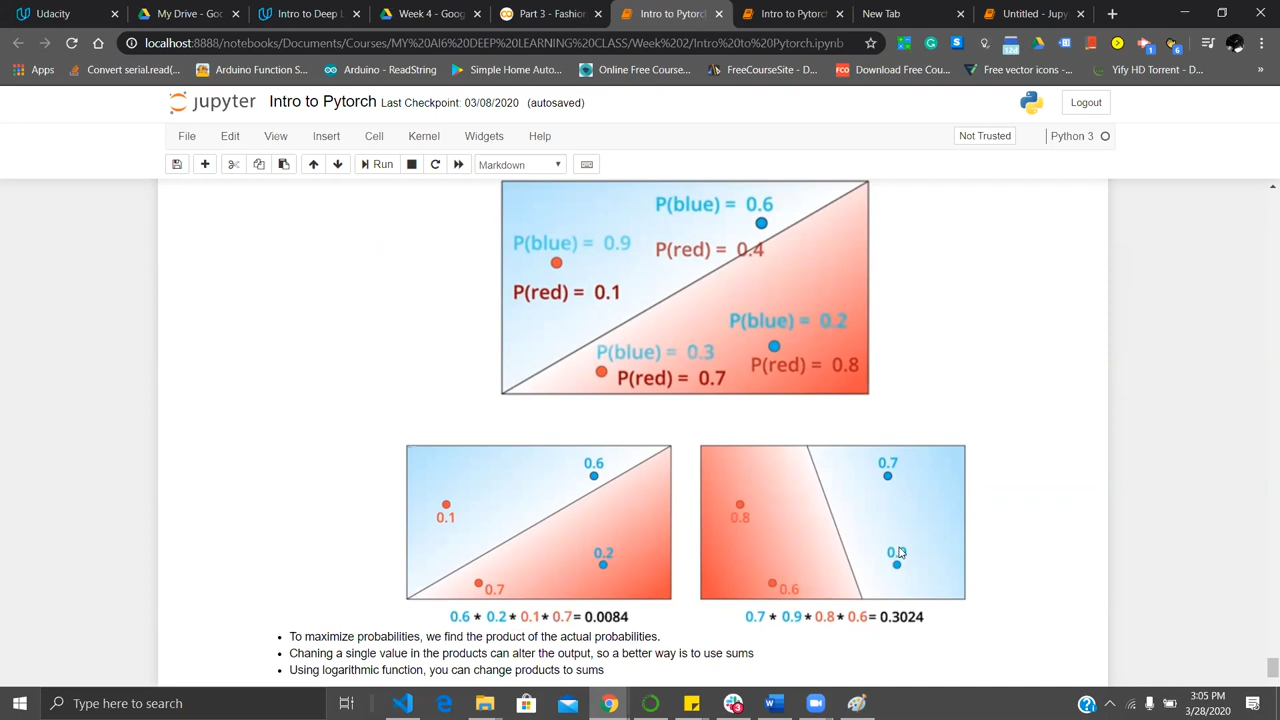 Udacity
My Drive - Goo
Intro to Deep L
Week 4 - Goog
Part 3 - Fashion
Intro to Pytorch
Intro to Pytorch
New Tab
Untitled - Jupy
localhost:8888/notebooks/Documents/Courses/MY%20AI6%20DEEP%20LEARNING%20CLASS/Week%202/Intro%20to%20Pytorch.ipynb
Apps
Convert serial.read(...
Arduino Function S...
Arduino - ReadString
Simple Home Auto...
Online Free Course...
FreeCourseSite - D...
Download Free Cou...
Free vector icons -...
Yify HD Torrent - D...
jupyter Intro to Pytorch Last Checkpoint: 03/08/2020 (autosaved)
Logout
File Edit View Insert Cell Kernel Widgets Help
Not Trusted
Python 3
Run
Markdown
P(blue) = 0.6
P(blue) = 0.9
P(red) = 0.4
P(red) = 0.1
P(blue) = 0.2
P(blue) = 0.3
P(red) = 0.8
P(red) = 0.7
0.6
0.1
0.2
0.7
0.6 * 0.2 * 0.1 * 0.7 = 0.0084
0.7
0.8
0.6
0.7 * 0.9 * 0.8 * 0.6 = 0.3024
To maximize probabilities, we find the product of the actual probabilities.
Chaning a single value in the products can alter the output, so a better way is to use sums
Using logarithmic function, you can change products to sums
Type here to search
3:05 PM
3/28/2020